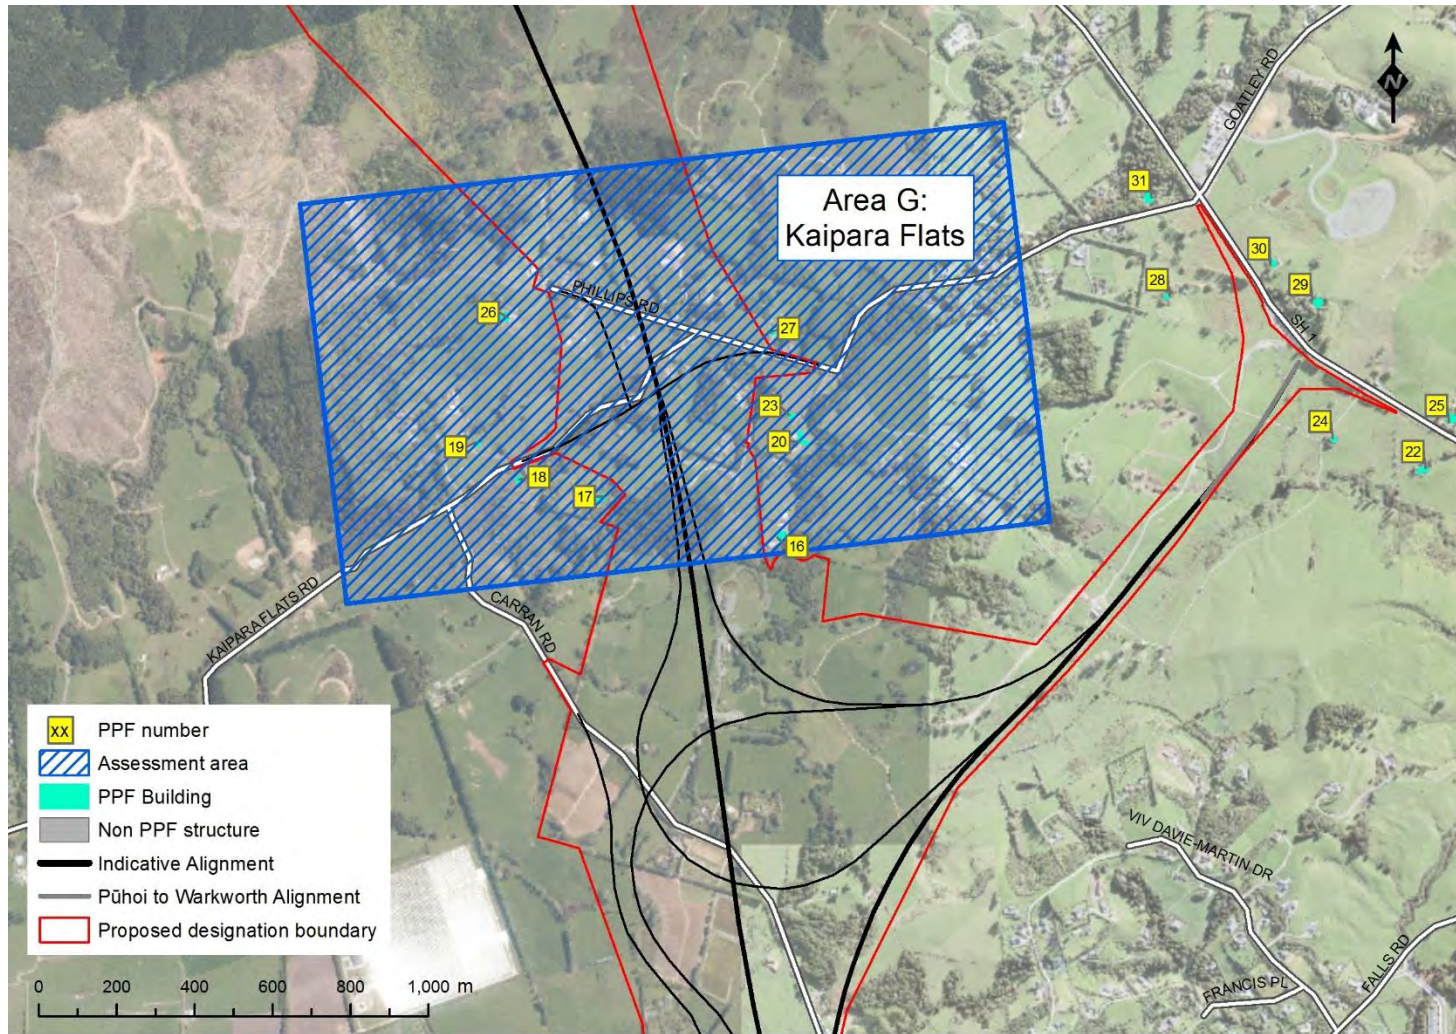 GOATLEY RD
N
31
Area G:
Kaipara Flats
30
28
29
26
PHILLIPS RD
27
SH 1
23
25
20
24
19
22
18
17
16
CARRAN RD
KAIPARA FLATS RD
xx PPF number
Assessment area
PPF Building
Non PPF structure
Indicative Alignment
Pūhoi to Warkworth Alignment
Proposed designation boundary
0 200 400 600 800 1,000 m
VIV DAVIE-MARTIN DR
FALLS RD
FRANCIS PL